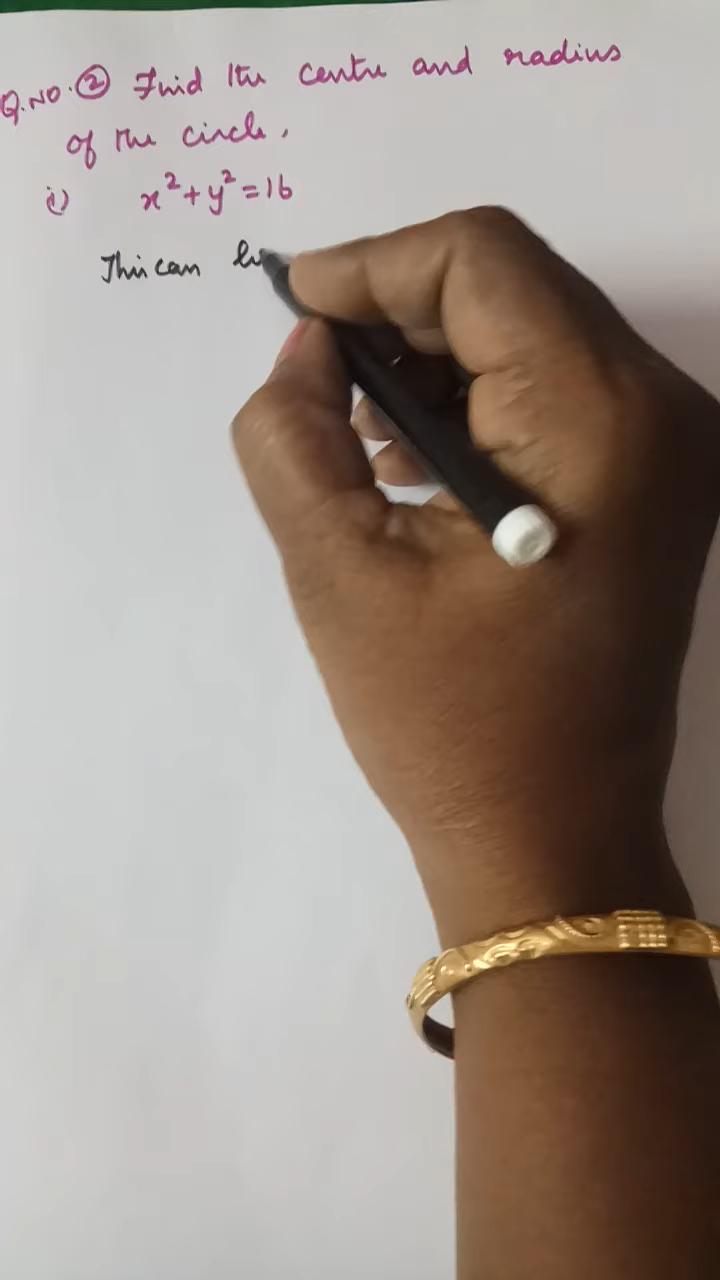 Q.NO. ② Find the centre and radius
of the circle.
i) x² + y² = 16
This can